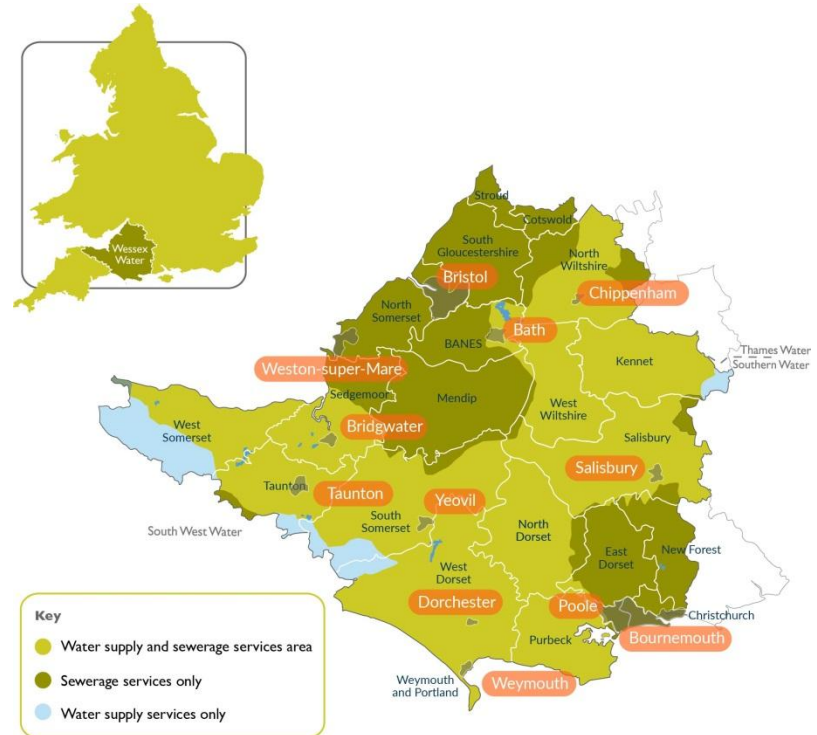 Wessex
Water
Stroud
Cotswold
South
Gloucestershire
North
Wiltshire
Bristol
Chippenham
North
Somerset
Bath
BANES
Kennet
Thames Water
Southern Water
Weston-super-Mare
Sedgemoor
Mendip
West
Wiltshire
West
Somerset
Bridgwater
Salisbury
Salisbury
Taunton
Taunton
Yeovil
South
Somerset
North
Dorset
South West Water
East
Dorset
New Forest
West
Dorset
Dorchester
Poole
Christchurch
Bournemouth
Purbeck
Weymouth
and Portland
Weymouth
Key
Water supply and sewerage services area
Sewerage services only
Water supply services only